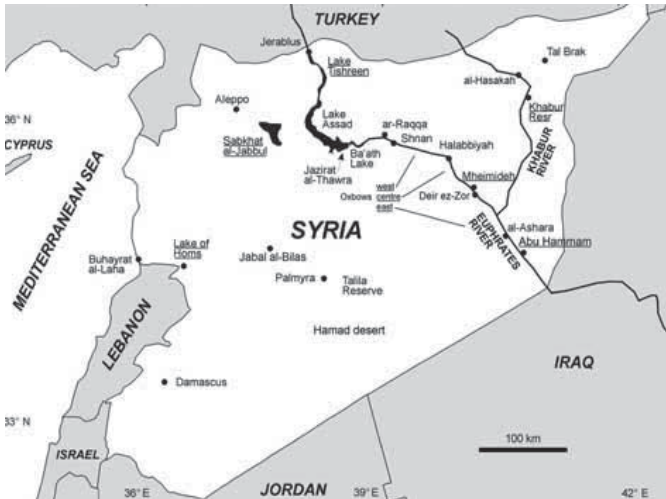 TURKEY
Jerablus
Tal Brak
Lake
Tishreen
al-Hasakah
Aleppo
36° N
Lake
Assad
Khabur
Resr
CYPRUS
Sabkhat
al-Jabbul
ar-Raqqa
Shnan
Halabbiyah
KHABUR
RIVER
Jazirat
al-Thawra
Ba'ath
Lake
Mheimideh
west
Oxbows centre
east
Deir ez-Zor
MEDITERRANEAN SEA
SYRIA
EUPHRATES
RIVER
al-Ashara
Abu Hammam
Buhayrat
al-Laha
Lake of
Homs
Jabal al-Bilas
Palmyra
Talila
Reserve
LEBANON
Hamad desert
IRAQ
Damascus
33° N
100 km
ISRAEL
JORDAN
36° E
39° E
42° E